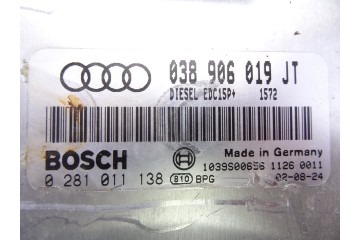 038 906 019 JT
DIESEL EDC15P+ 1572
BOSCH
Made in Germany
1039S00656 1126 0011
0 281 011 138 810 BPG 02-08-24